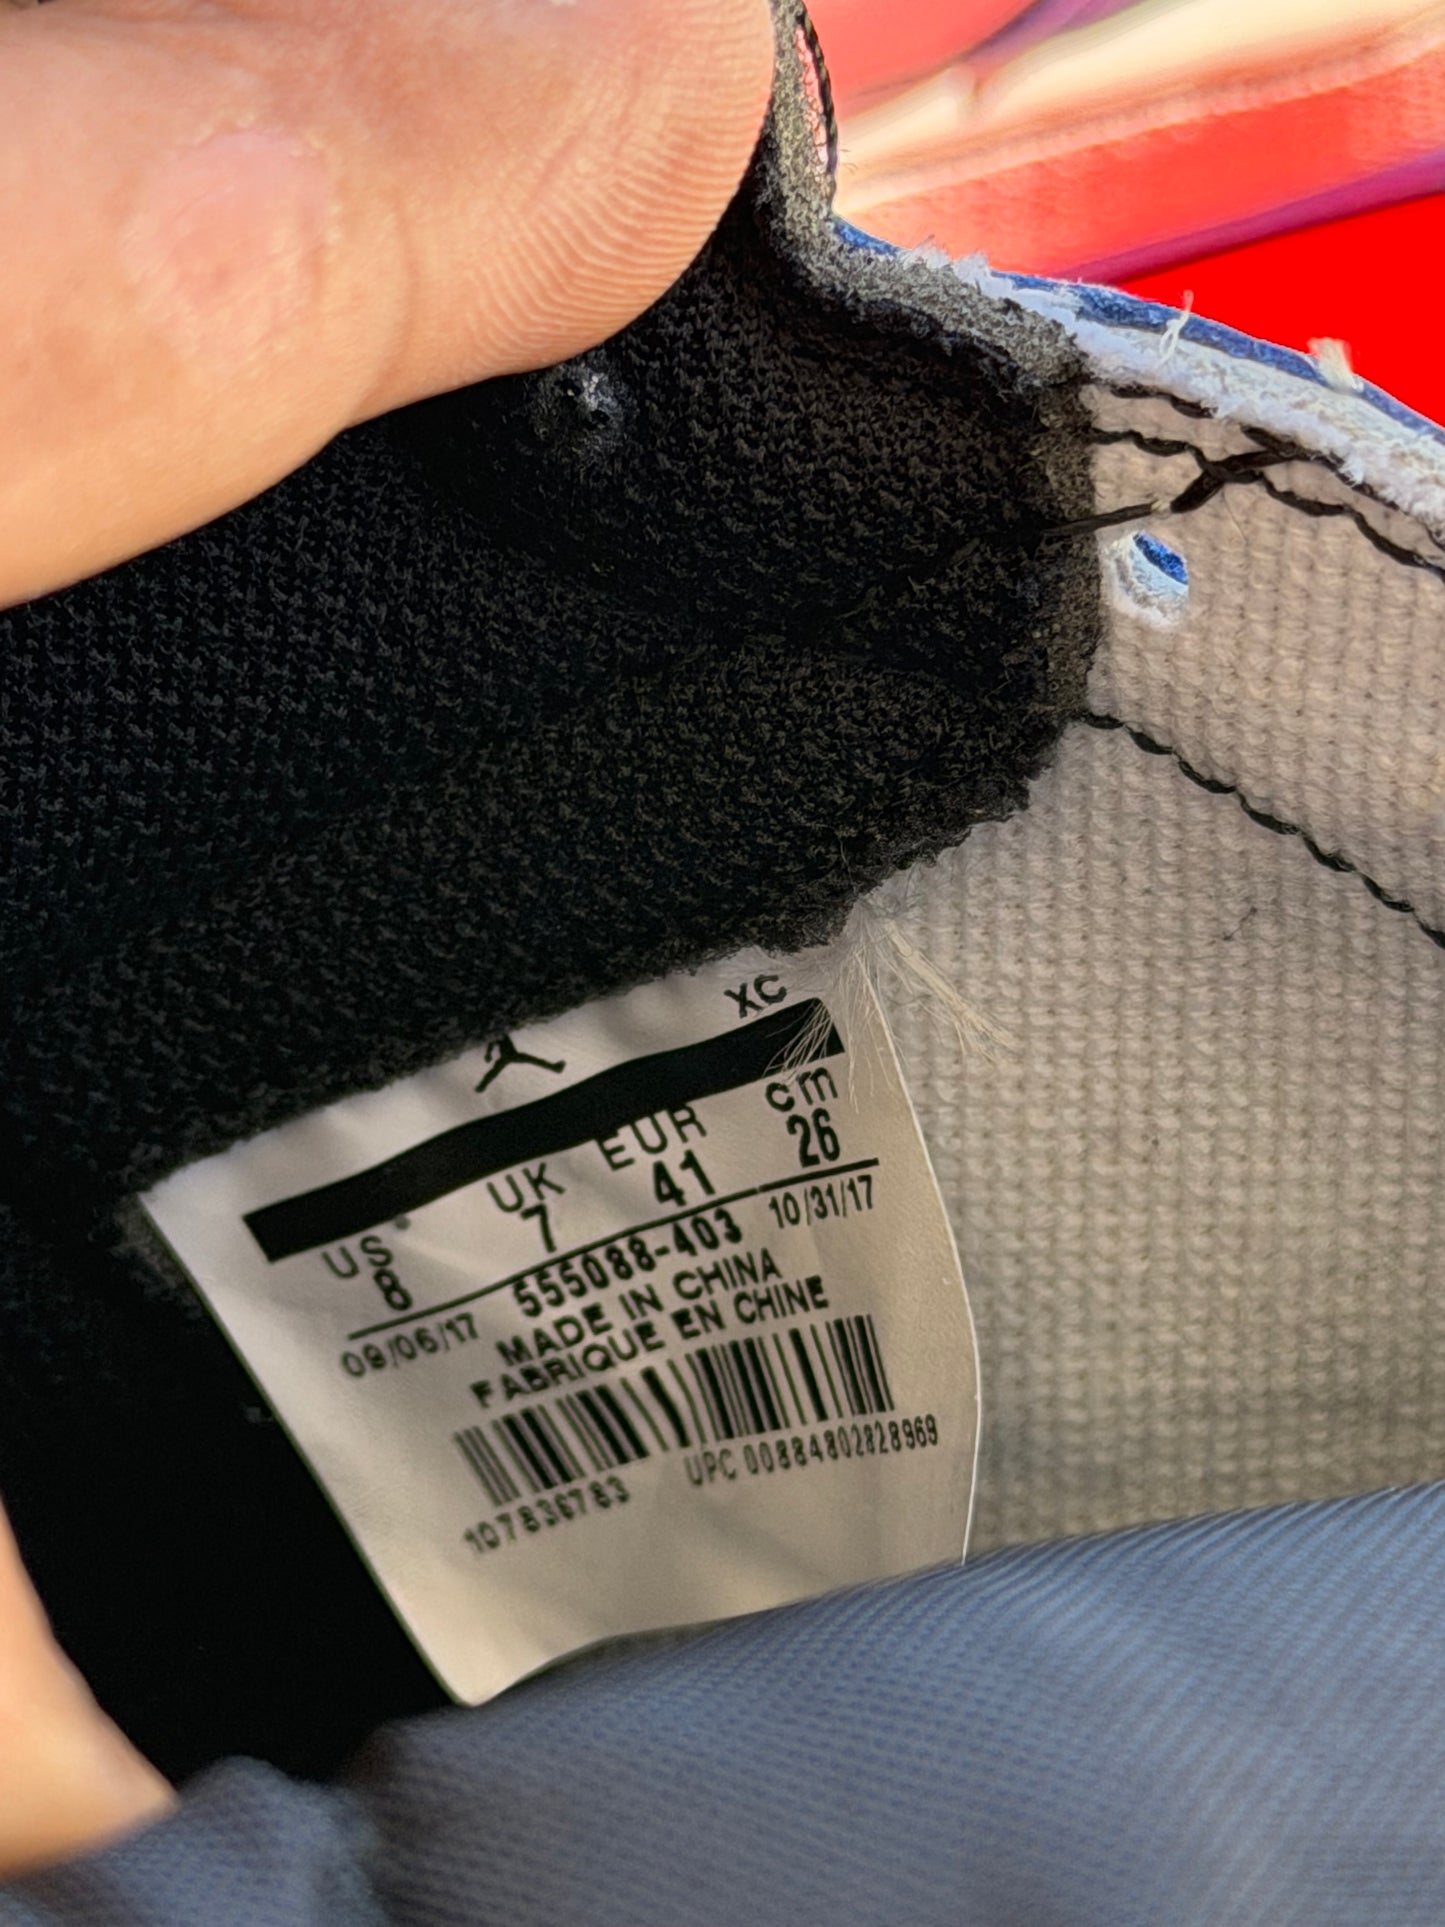 XC
US UK EUR cm
8 7 41 26
09/06/17 555088-403 10/31/17
MADE IN CHINA
FABRIQUE EN CHINE
107836783 UPC 00884802828969